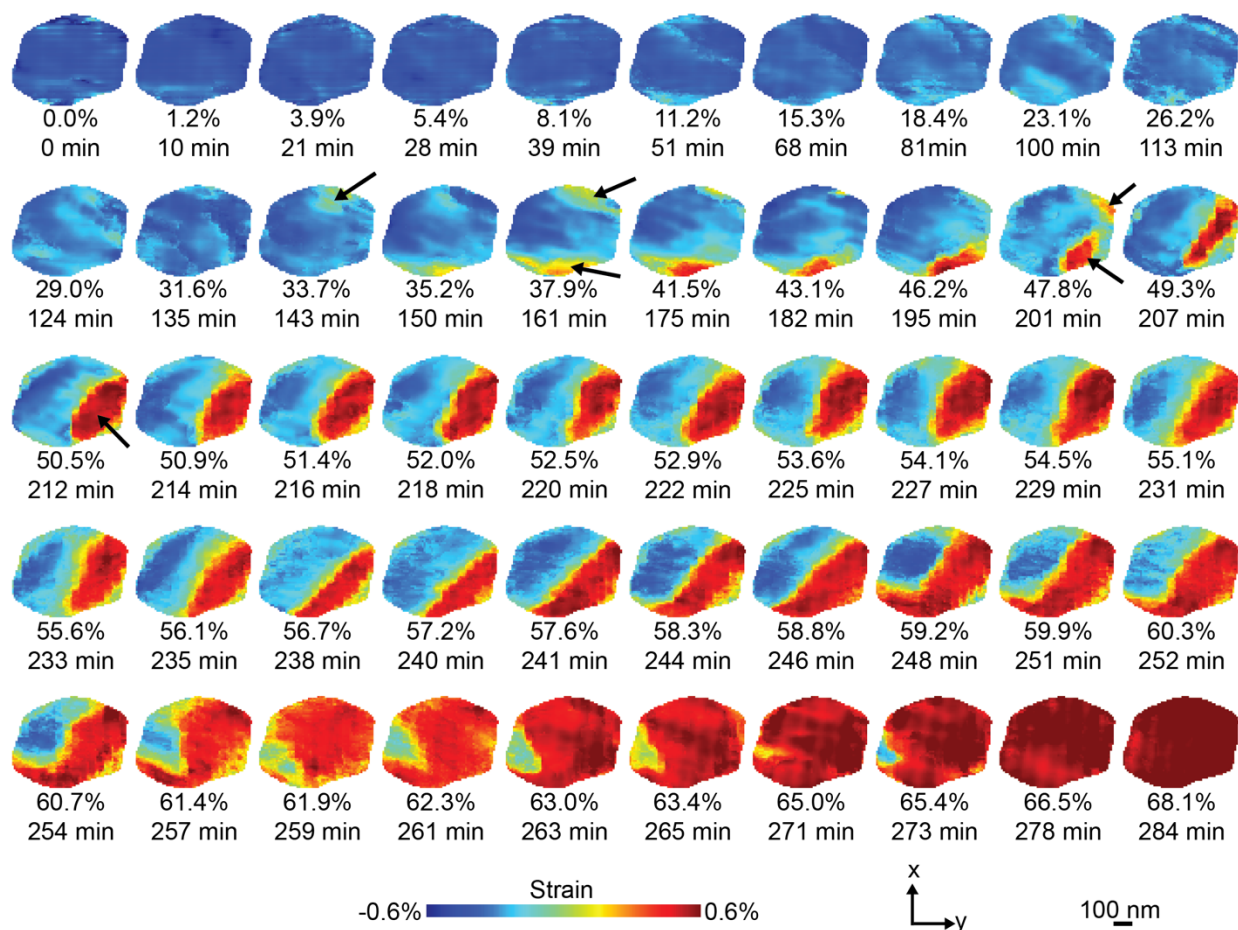 0.0% 1.2% 3.9% 5.4% 8.1% 11.2% 15.3% 18.4% 23.1% 26.2%
0 min 10 min 21 min 28 min 39 min 51 min 68 min 81min 100 min 113 min
29.0% 31.6% 33.7% 35.2% 37.9% 41.5% 43.1% 46.2% 47.8% 49.3%
124 min 135 min 143 min 150 min 161 min 175 min 182 min 195 min 201 min 207 min
50.5% 50.9% 51.4% 52.0% 52.5% 52.9% 53.6% 54.1% 54.5% 55.1%
212 min 214 min 216 min 218 min 220 min 222 min 225 min 227 min 229 min 231 min
55.6% 56.1% 56.7% 57.2% 57.6% 58.3% 58.8% 59.2% 59.9% 60.3%
233 min 235 min 238 min 240 min 241 min 244 min 246 min 248 min 251 min 252 min
60.7% 61.4% 61.9% 62.3% 63.0% 63.4% 65.0% 65.4% 66.5% 68.1%
254 min 257 min 259 min 261 min 263 min 265 min 271 min 273 min 278 min 284 min
Strain
-0.6% 0.6%
x
y
100 nm